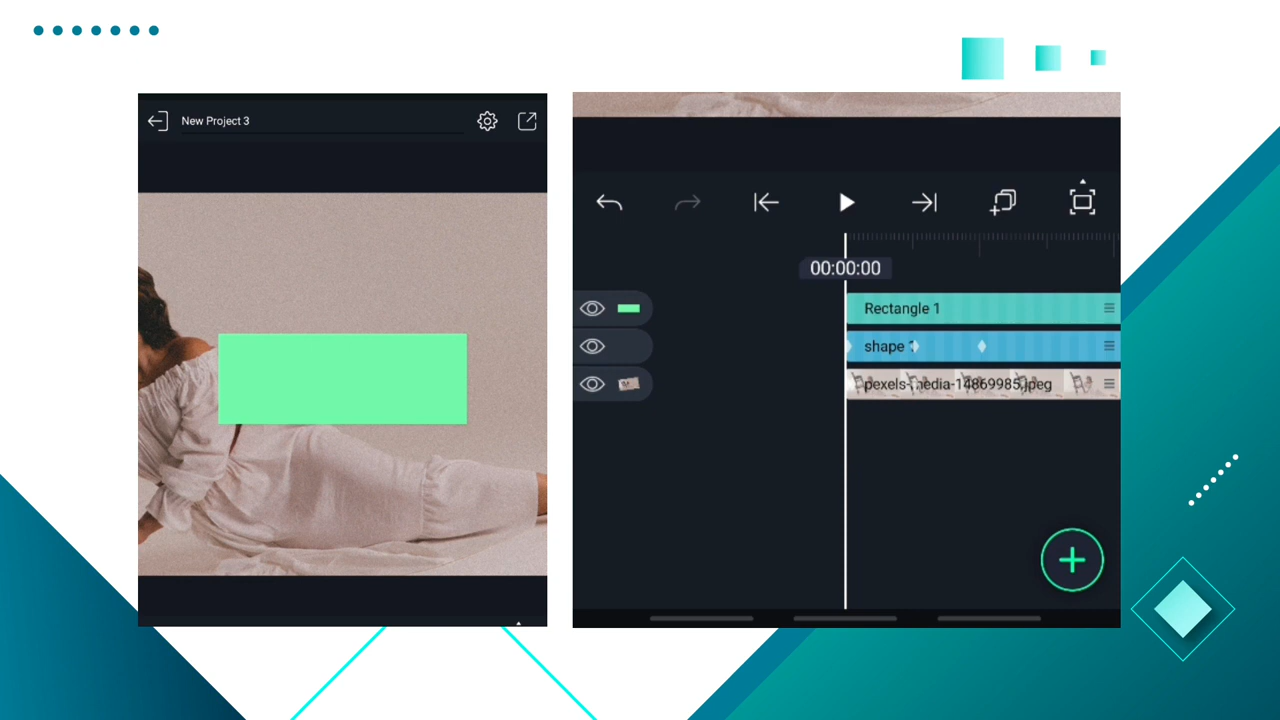 New Project 3
00:00:00
Rectangle 1
shape 1
pexels-media-14869985.jpeg